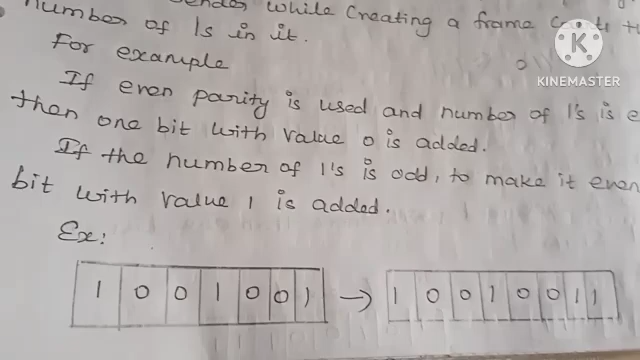 number of 1s in it.
sender while creating a frame
For example
If even parity is used and number of 1's is e
then one bit with value 0 is added.
If the number of 1's is odd, to make it even
bit with value 1 is added.
Ex:
1 0 0 1 0 0 1 → 1 0 0 1 0 0 1 1
KINEMASTER